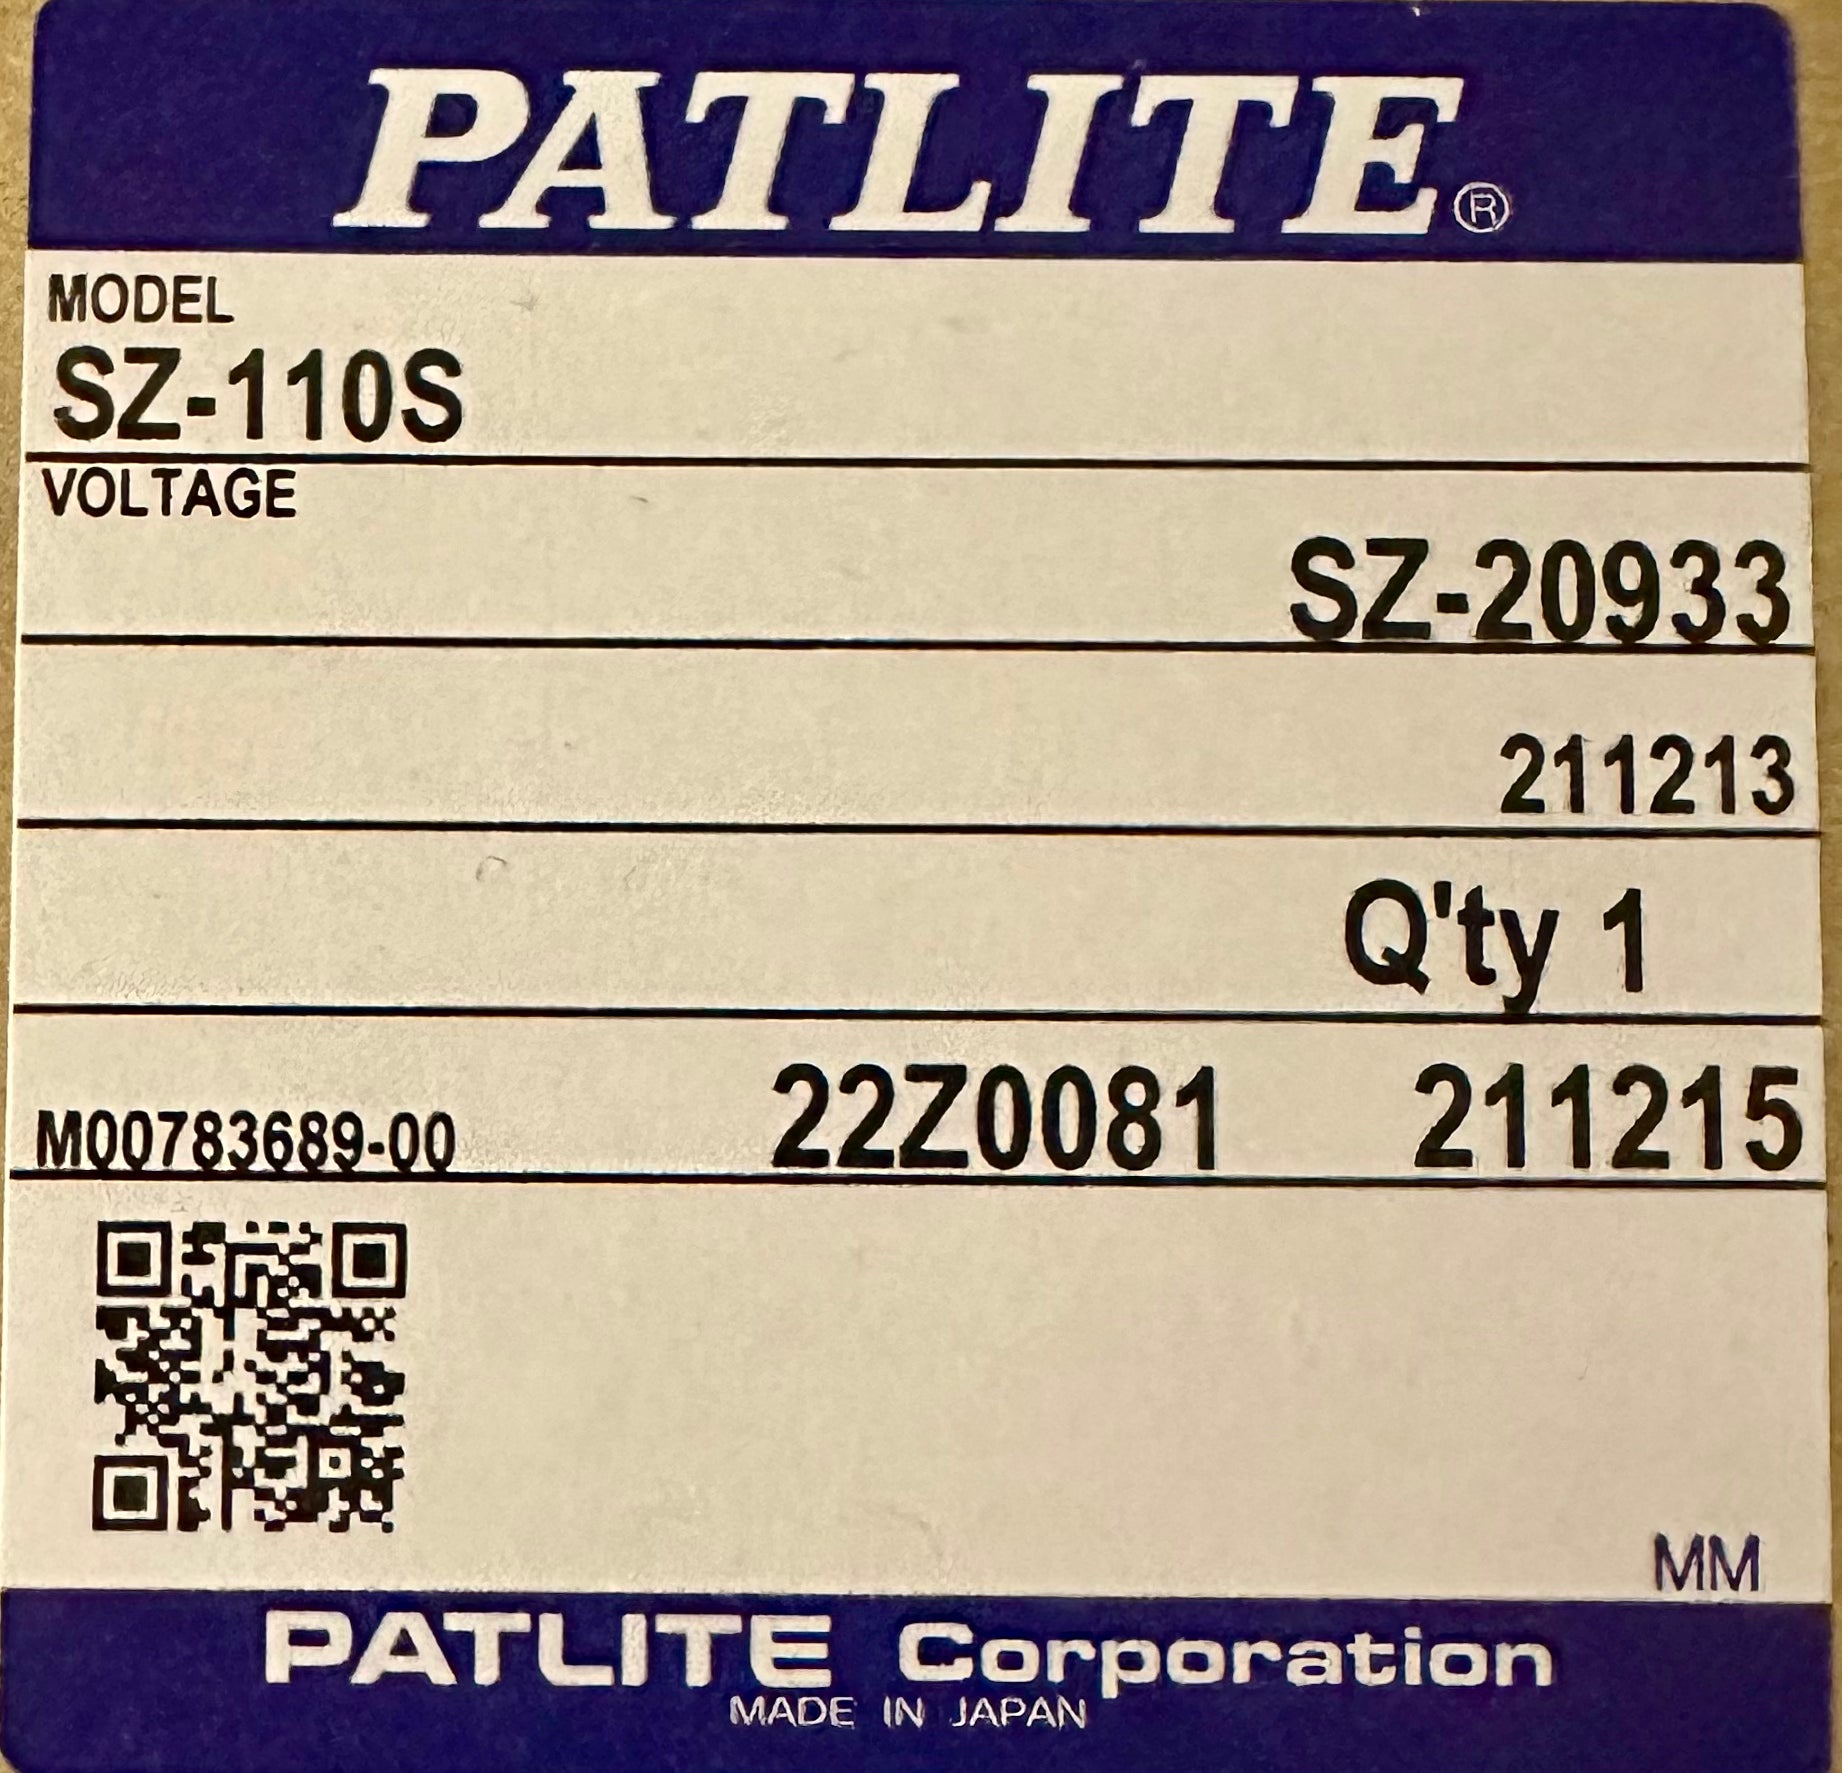 PATLITE®
MODEL
SZ-110S
VOLTAGE
SZ-20933
211213
Q'ty 1
M00783689-00 22Z0081 211215
MM
PATLITE Corporation
MADE IN JAPAN